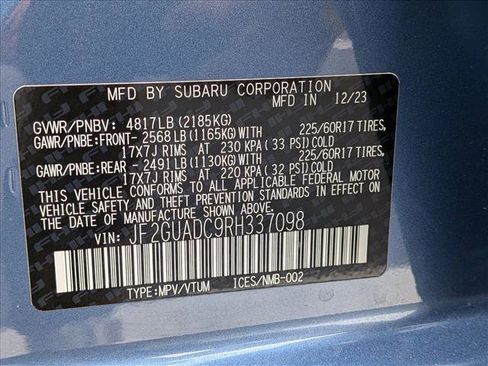 MFD BY SUBARU CORPORATION
MFD IN JAPAN 12/23
GVWR/PNBV: 4817LB (2185KG)
GAWR/PNBE:FRONT- 2568 LB (1165KG)WITH 225/60R17 TIRES,
17X7J RIMS AT 230 KPA (33 PSI)COLD
GAWR/PNBE:REAR -2491 LB(1130KG)WITH 225/60R17 TIRES,
17X7J RIMS AT 220 KPA (32 PSI)COLD
THIS VEHICLE CONFORMS TO ALL APPLICABLE FEDERAL MOTOR
VEHICLE SAFETY AND THEFT PREVENTION STANDARDS IN EFFECT ON
THE DATE OF MANUFACTURE SHOWN ABOVE.
VIN: JF2GUADC9RH337098
TYPE:MPV/VTUM ICES/NMB-002